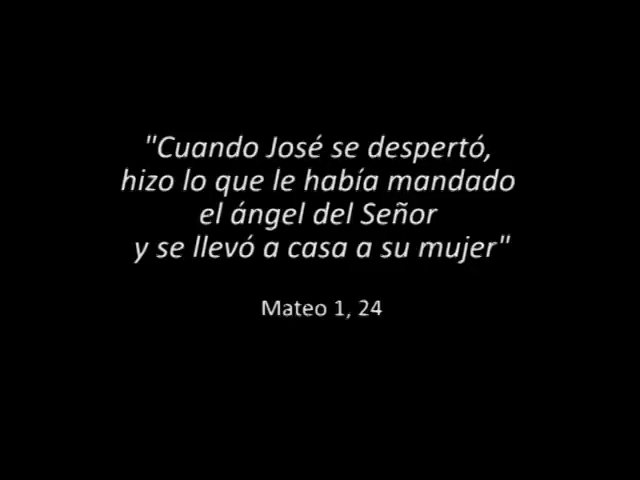 "Cuando José se despertó,
hizo lo que le había mandado
el ángel del Señor
y se llevó a casa a su mujer"
Mateo 1, 24